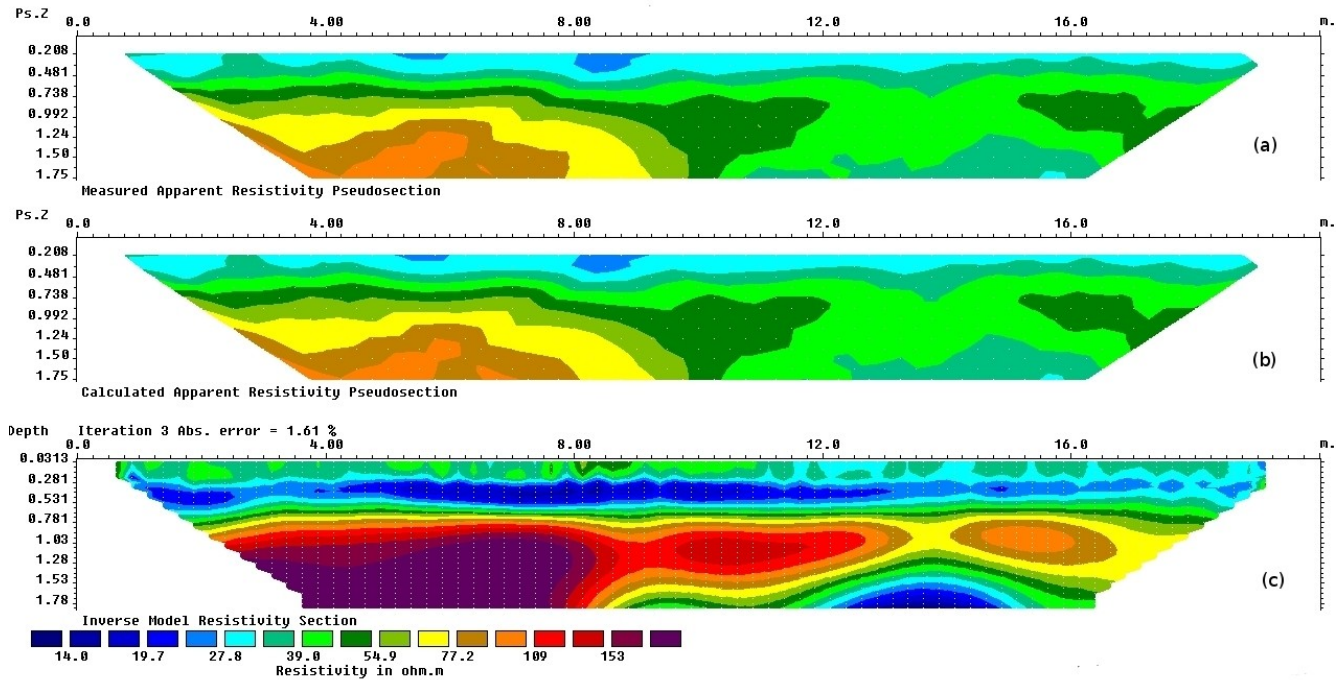 Ps.Z 0.0 4.00 8.00 12.0 16.0 m.
0.208
0.481
0.738
0.992
1.24
1.50
1.75
(a)
Measured Apparent Resistivity Pseudosection
Ps.Z 0.0 4.00 8.00 12.0 16.0 m.
0.208
0.481
0.738
0.992
1.24
1.50
1.75
(b)
Calculated Apparent Resistivity Pseudosection
Depth Iteration 3 Abs. error = 1.61 %
0.0 4.00 8.00 12.0 16.0 m.
0.0313
0.281
0.531
0.781
1.03
1.28
1.53
1.78
(c)
Inverse Model Resistivity Section
14.0 19.7 27.8 39.0 54.9 77.2 109 153
Resistivity in ohm.m